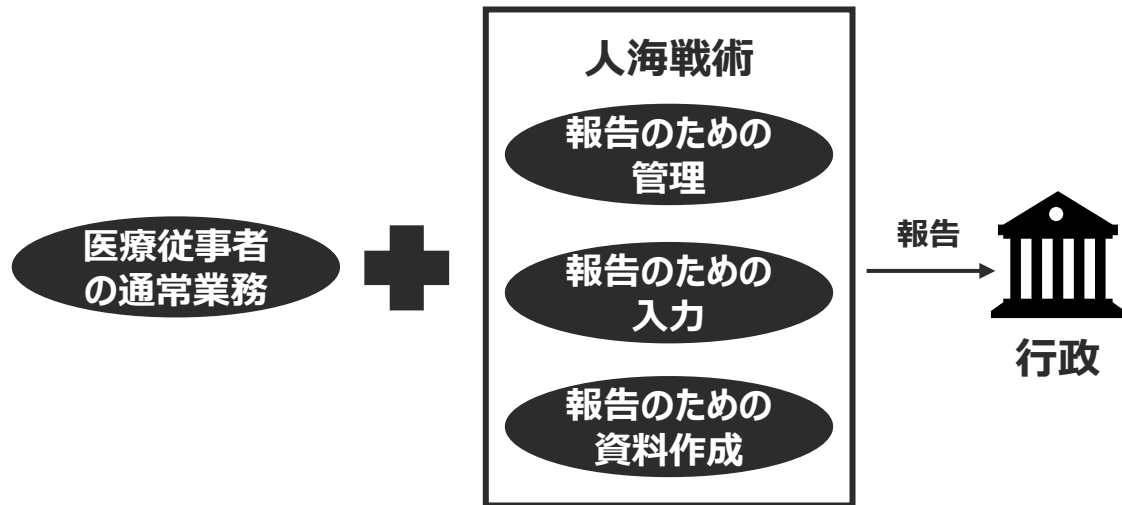 人海戦術
報告のための
管理
医療従事者
の通常業務
報告のための
入力
報告のための
資料作成
報告
行政